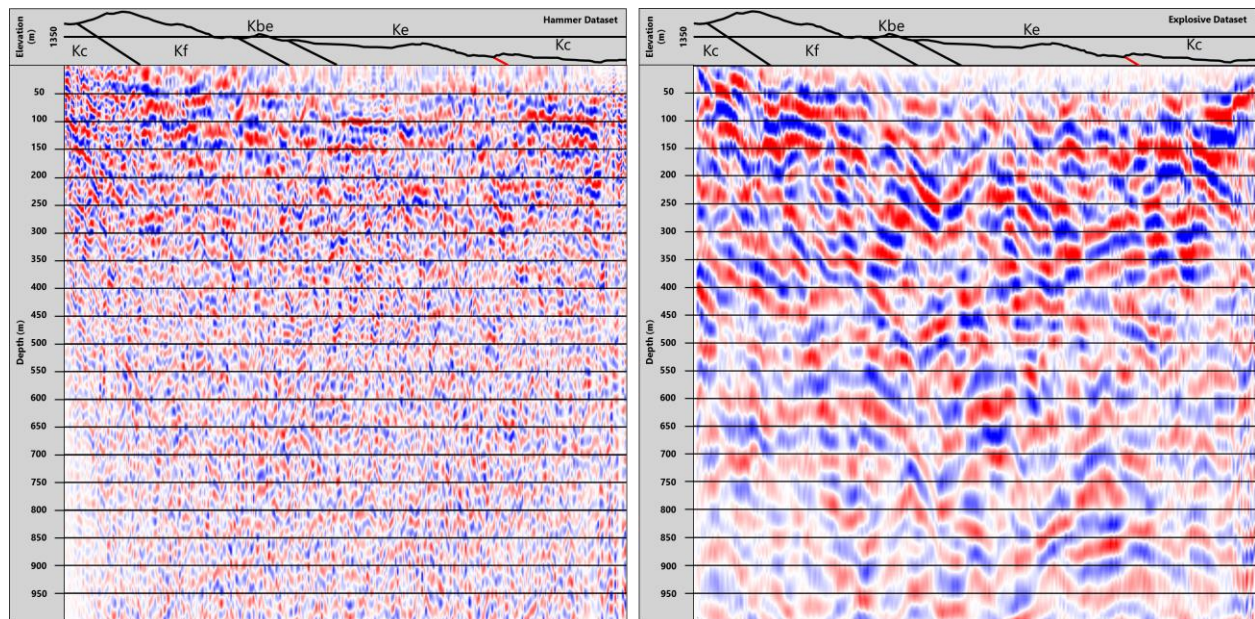 Elevation
(m)
1350
Hammer Dataset
Kc
Kf
Kbe
Ke
Kc
Depth (m)
50
100
150
200
250
300
350
400
450
500
550
600
650
700
750
800
850
900
950
Elevation
(m)
1350
Explosive Dataset
Kc
Kf
Kbe
Ke
Kc
Depth (m)
50
100
150
200
250
300
350
400
450
500
550
600
650
700
750
800
850
900
950